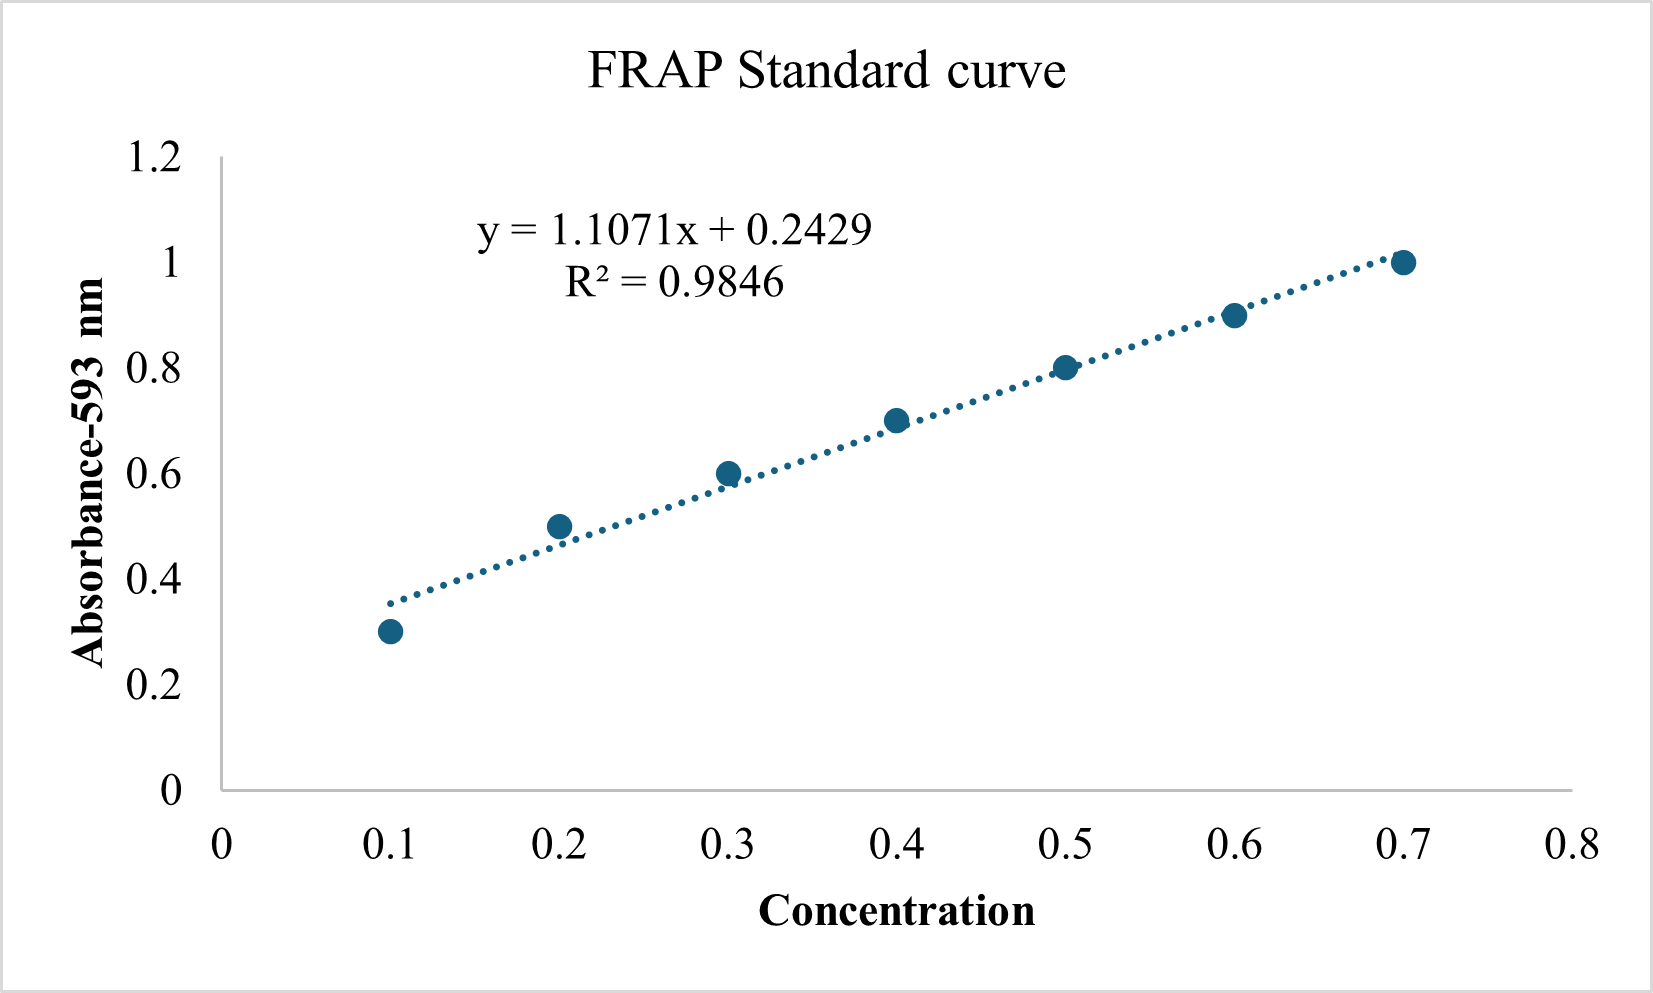 FRAP Standard curve
y = 1.1071x + 0.2429
R² = 0.9846
Absorbance-593 nm
1.2
1
0.8
0.6
0.4
0.2
0
0 0.1 0.2 0.3 0.4 0.5 0.6 0.7 0.8
Concentration